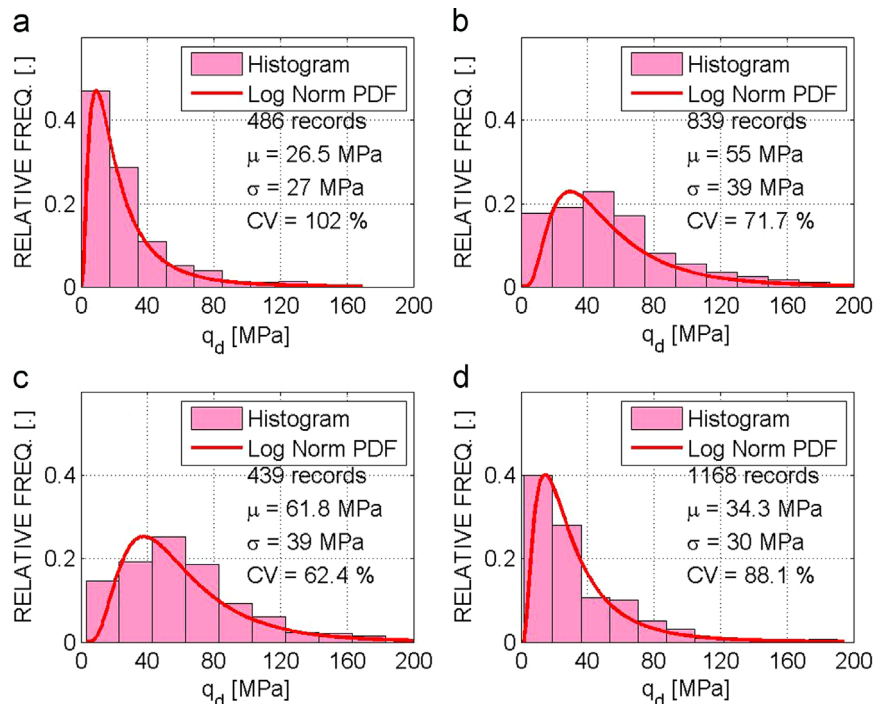 a
RELATIVE FREQ. [.]
0.4
0.2
0
Histogram
Log Norm PDF
486 records
μ = 26.5 MPa
σ = 27 MPa
CV = 102 %
0 40 80 120 160 200
q_d [MPa]
b
RELATIVE FREQ. [.]
0.4
0.2
0
Histogram
Log Norm PDF
839 records
μ = 55 MPa
σ = 39 MPa
CV = 71.7 %
0 40 80 120 160 200
q_d [MPa]
c
RELATIVE FREQ. [.]
0.4
0.2
0
Histogram
Log Norm PDF
439 records
μ = 61.8 MPa
σ = 39 MPa
CV = 62.4 %
0 40 80 120 160 200
q_d [MPa]
d
RELATIVE FREQ. [.]
0.4
0.2
0
Histogram
Log Norm PDF
1168 records
μ = 34.3 MPa
σ = 30 MPa
CV = 88.1 %
0 40 80 120 160 200
q_d [MPa]